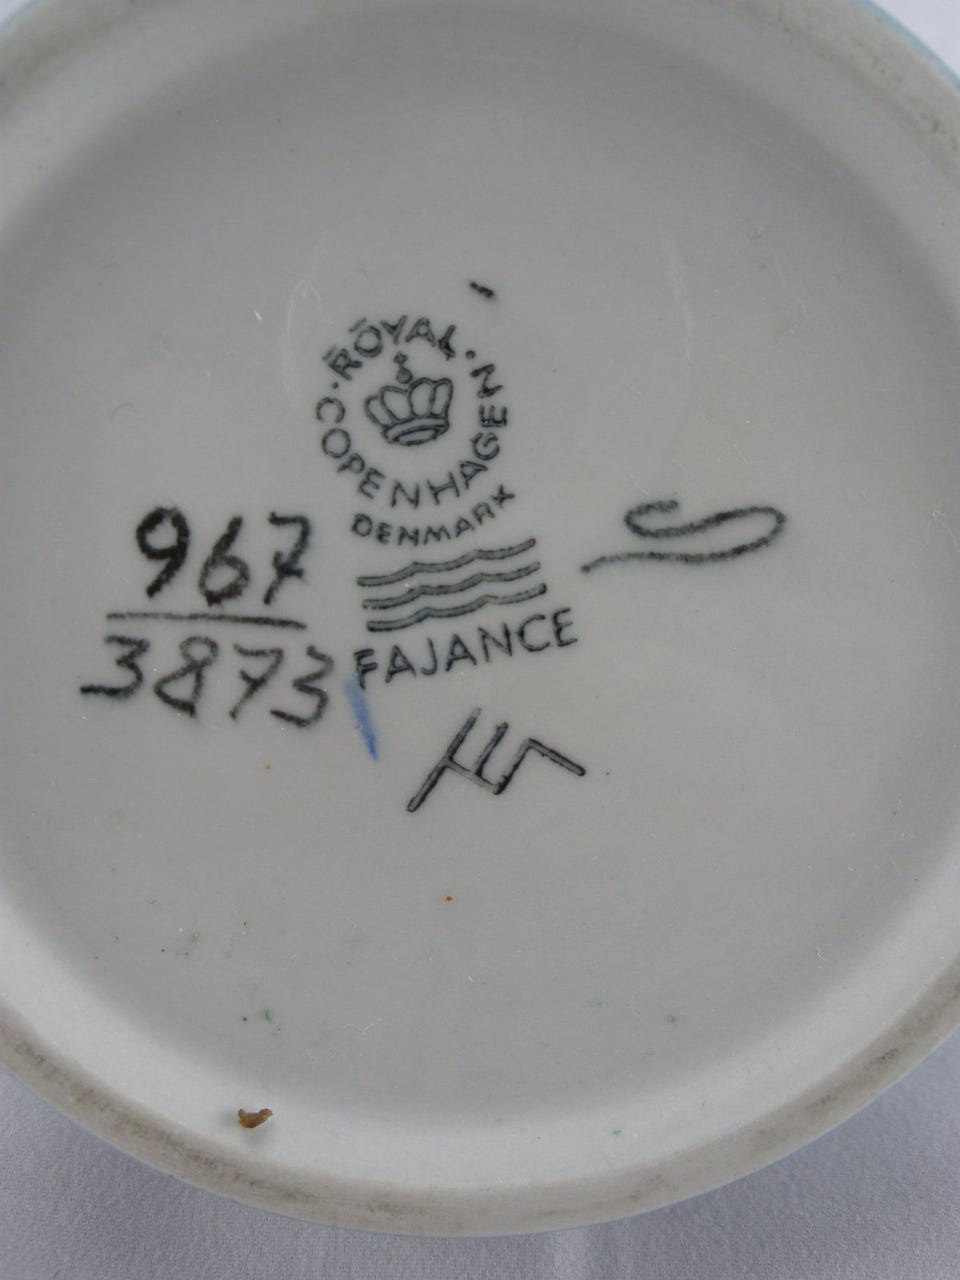 ROYAL · COPENHAGEN ·
DENMARK
FAJANCE
967
3873